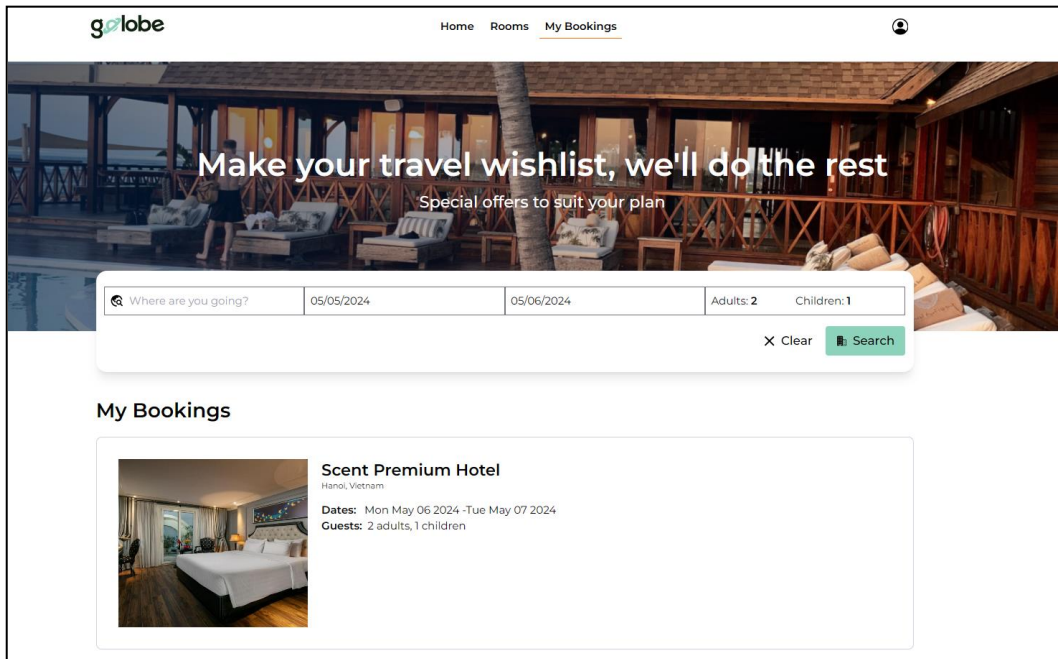 golobe
Home Rooms My Bookings
Make your travel wishlist, we'll do the rest
Special offers to suit your plan
Where are you going? 05/05/2024 05/06/2024 Adults: 2 Children: 1
Clear Search
My Bookings
Scent Premium Hotel
Hanoi, Vietnam
Dates: Mon May 06 2024 -Tue May 07 2024
Guests: 2 adults, 1 children